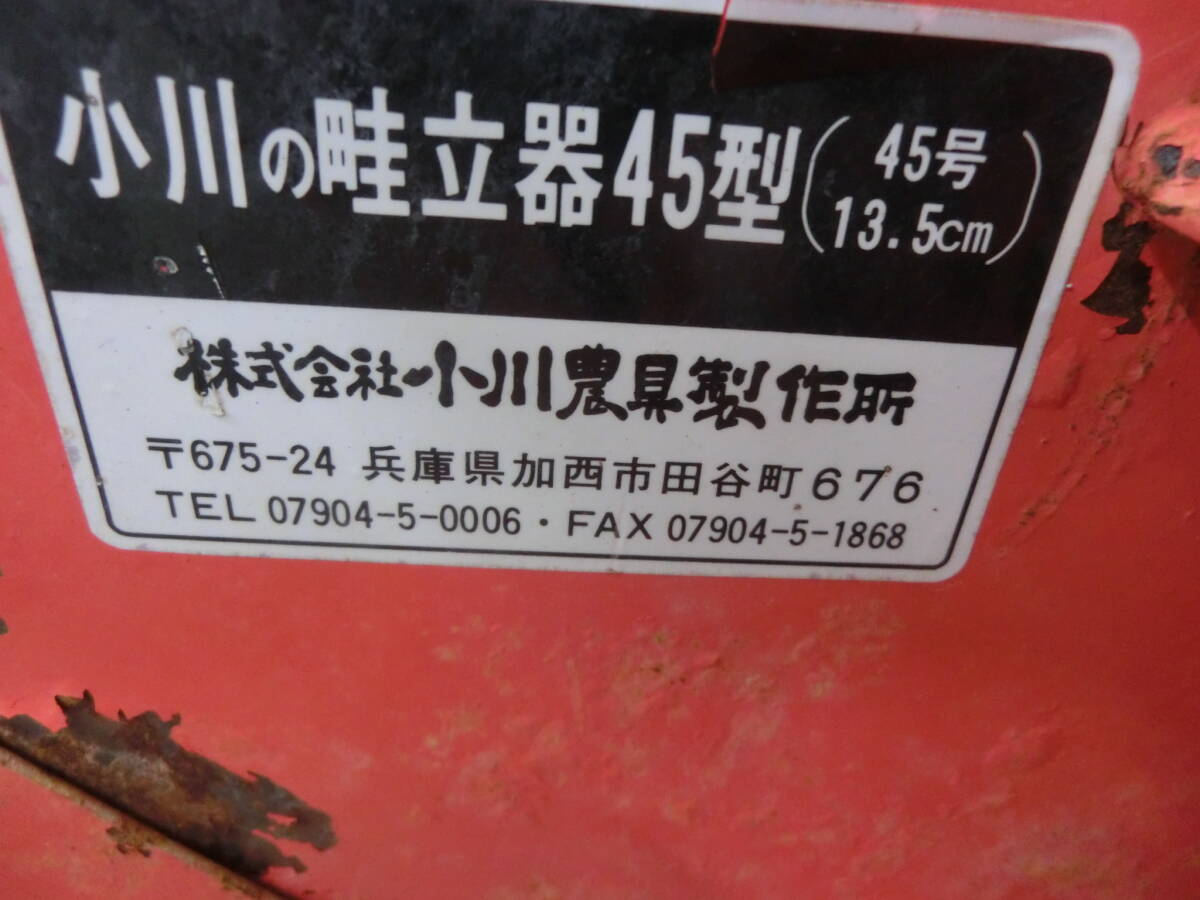 小川の畦立器45型(45号
13.5cm)
株式会社小川農具製作所
〒675-24 兵庫県加西市田谷町676
TEL 07904-5-0006・FAX 07904-5-1868